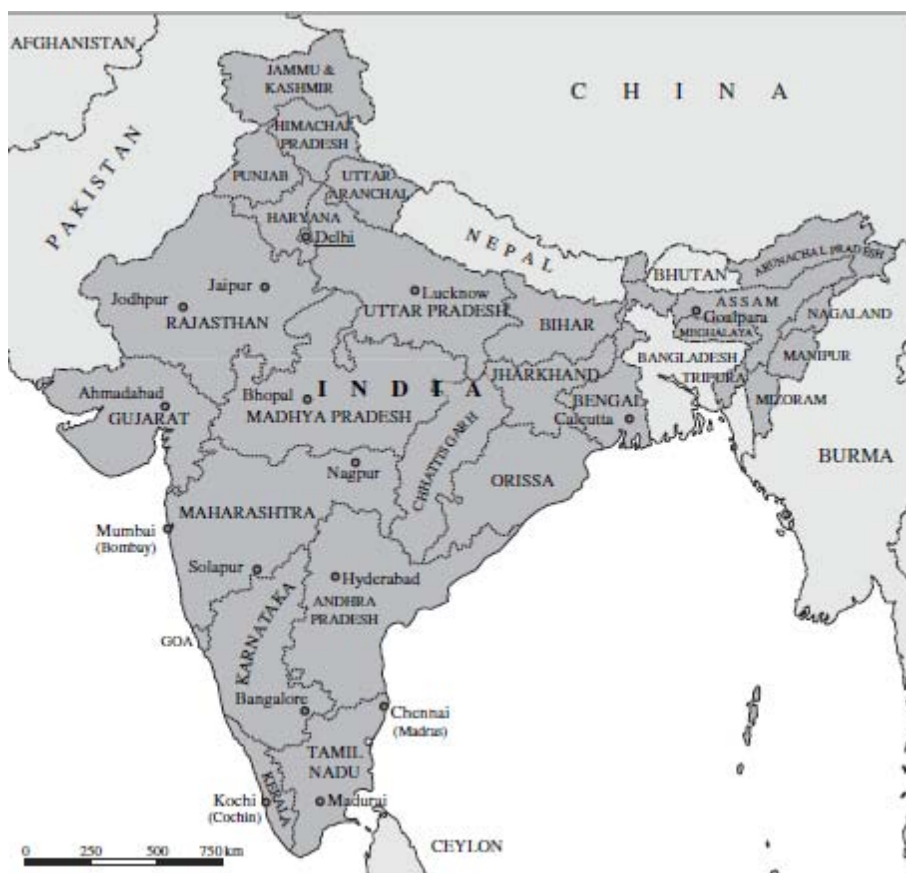 AFGHANISTAN
JAMMU &
KASHMIR
C H I N A
HIMACHAL
PRADESH
PAKISTAN
PUNJAB
UTTAR
ARANCHAL
HARYANA
Delhi
NEPAL
BHUTAN
ARUNACHAL PRADESH
Jaipur
Lucknow
Jodhpur
RAJASTHAN
UTTAR PRADESH
BIHAR
ASSAM
Goalpara
NAGALAND
MEGHALAYA
BANGLADESH
MANIPUR
TRIPURA
JHARKHAND
I N D I A
Ahmadabad
GUJARAT
Bhopal
MADHYA PRADESH
BENGAL
Calcutta
MIZORAM
CHHATTISGARH
Nagpur
ORISSA
BURMA
MAHARASHTRA
Mumbai
(Bombay)
Solapur
Hyderabad
ANDHRA
PRADESH
KARNATAKA
GOA
Bangalore
Chennai
(Madras)
TAMIL
NADU
KERALA
Kochi
(Cochin)
Madurai
CEYLON
0 250 500 750 km